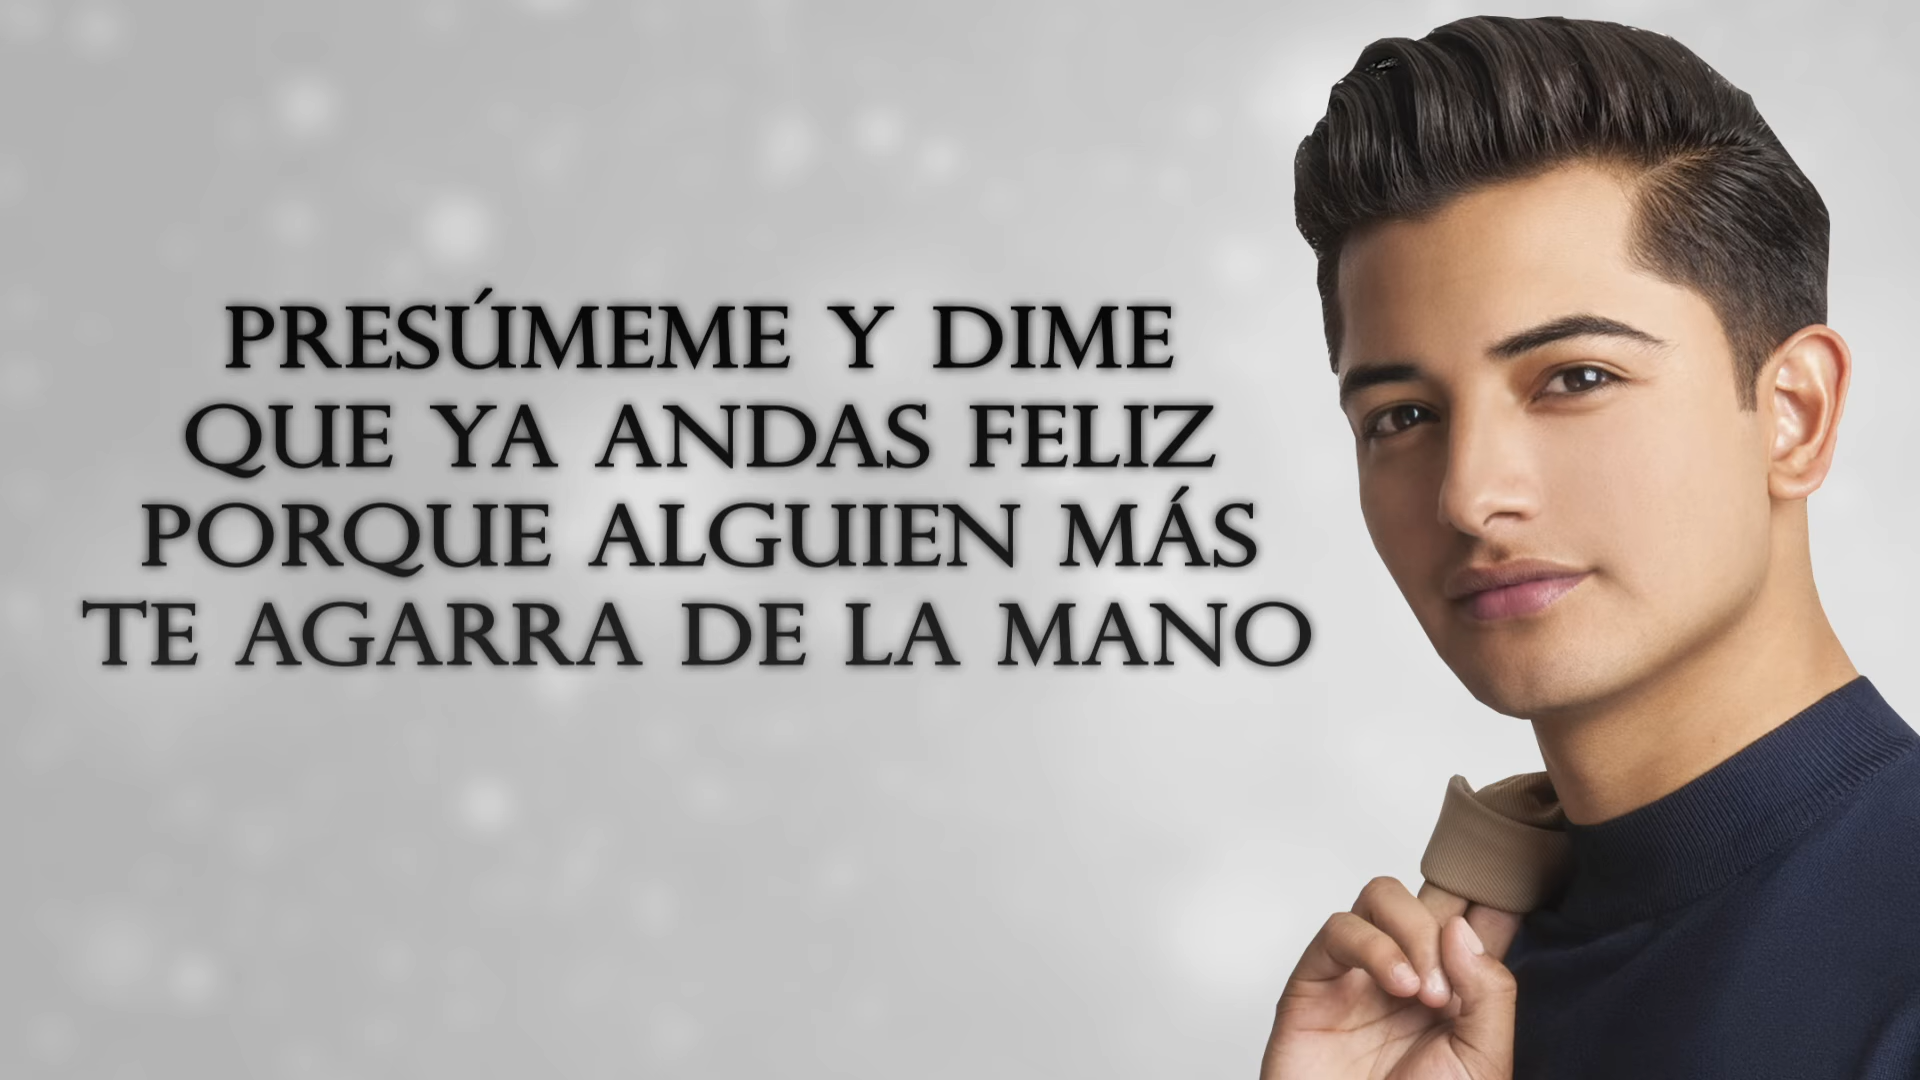 PRESÚMEME Y DIME
QUE YA ANDAS FELIZ
PORQUE ALGUIEN MÁS
TE AGARRA DE LA MANO